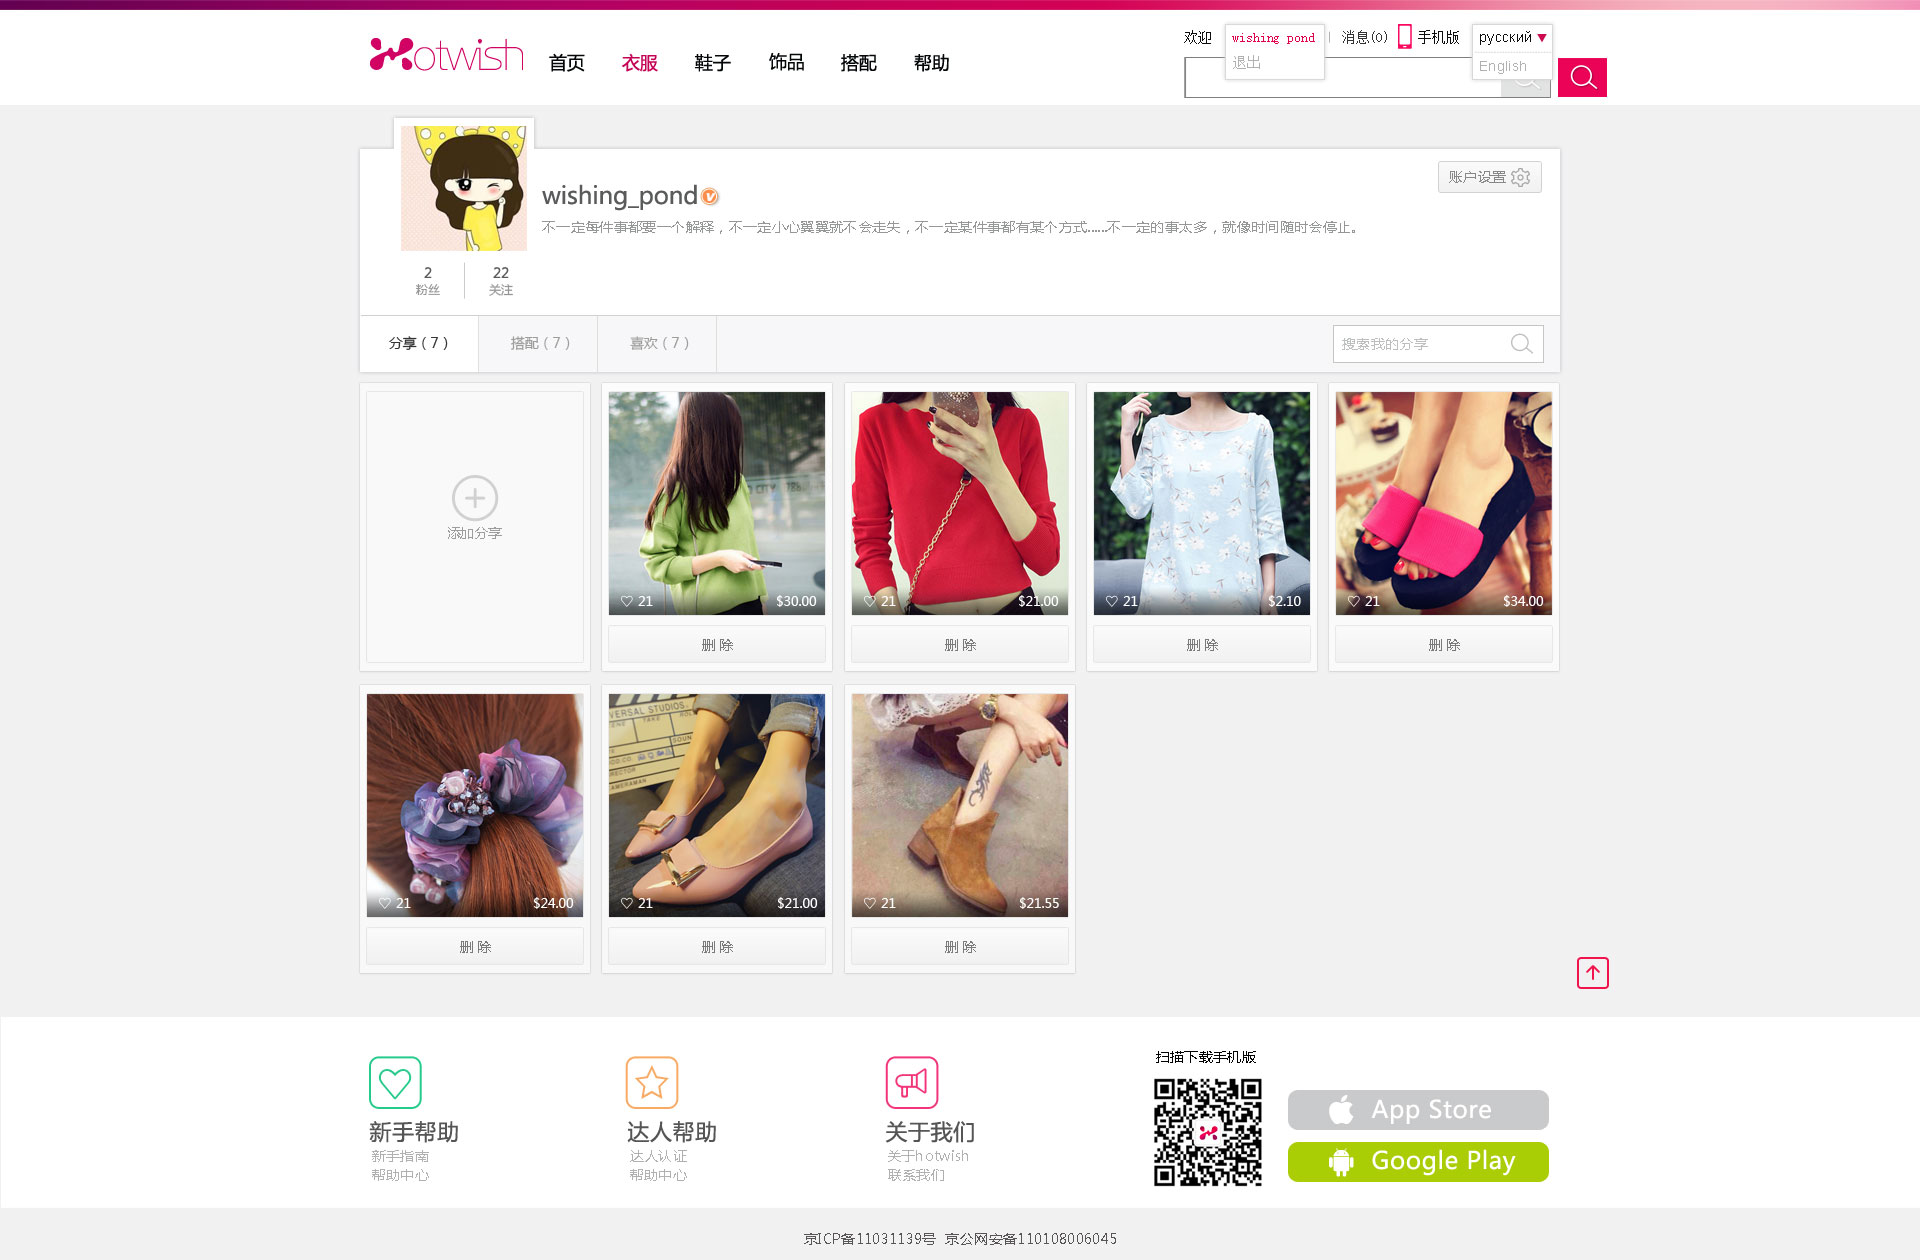 欢迎 wishing pond 消息(0) 手机版 русский
退出 English
hotwish 首页 衣服 鞋子 饰品 搭配 帮助
账户设置
wishing_pond
不一定每件事都要一个解释，不一定小心翼翼就不会走失，不一定某件事都有某个方式......不一定的事太多，就像时间随时会停止。
2 22
粉丝 关注
分享（7） 搭配（7） 喜欢（7） 搜索我的分享
添加分享
21 $30.00 21 $21.00 21 $2.10 21 $34.00
删 除 删 除 删 除 删 除
VERSAL STUDIOS
21 $24.00 21 $21.00 21 $21.55
删 除 删 除 删 除
扫描下载手机版
App Store
Google Play
新手帮助 达人帮助 关于我们
新手指南 达人认证 关于hotwish
帮助中心 帮助中心 联系我们
京ICP备11031139号 京公网安备110108006045